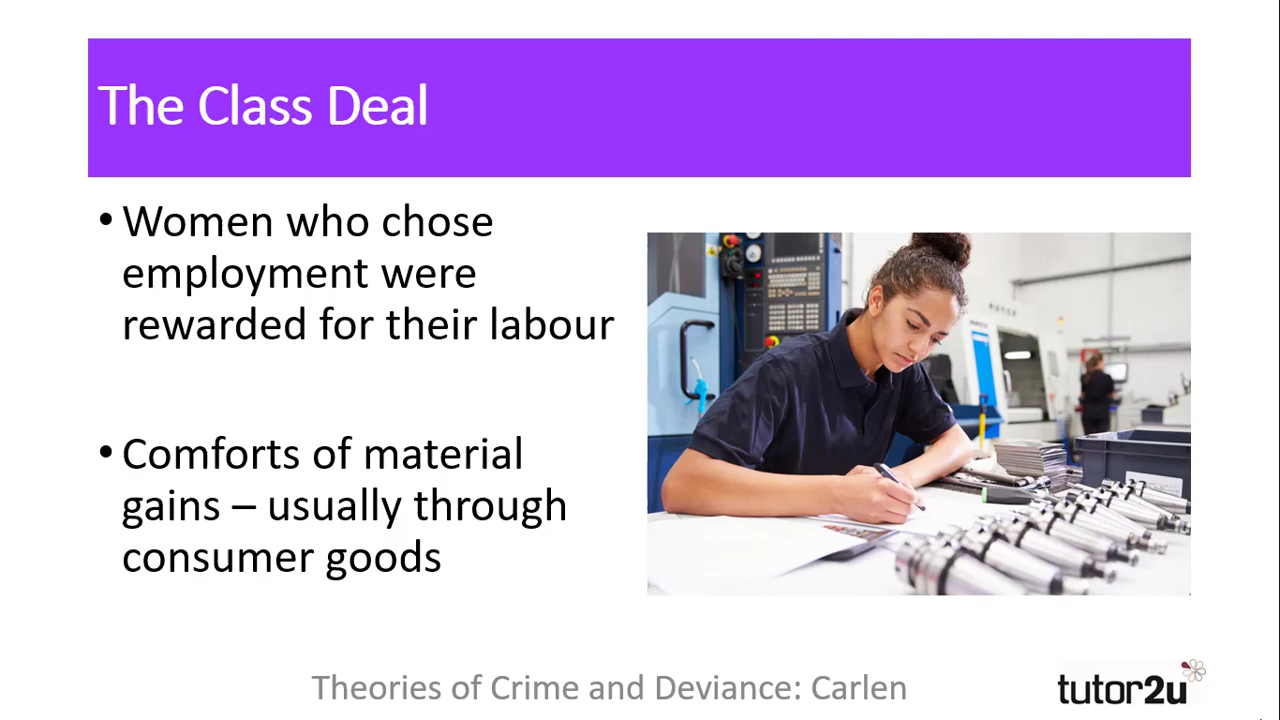 The Class Deal
• Women who chose
employment were
rewarded for their labour
• Comforts of material
gains – usually through
consumer goods
Theories of Crime and Deviance: Carlen
tutor2u